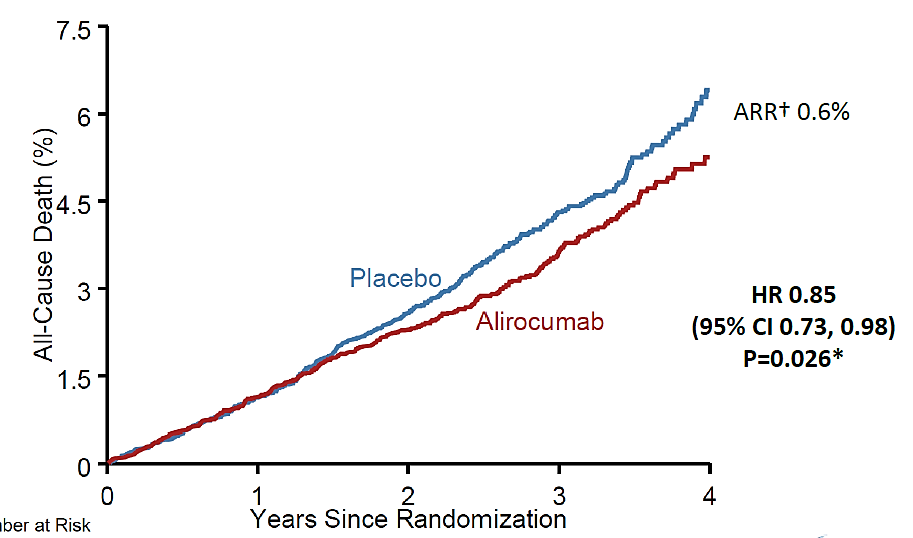 7.5
6
4.5
3
1.5
0
All-Cause Death (%)
ARR† 0.6%
Placebo
Alirocumab
HR 0.85
(95% CI 0.73, 0.98)
P=0.026*
0 1 2 3 4
Years Since Randomization
ber at Risk